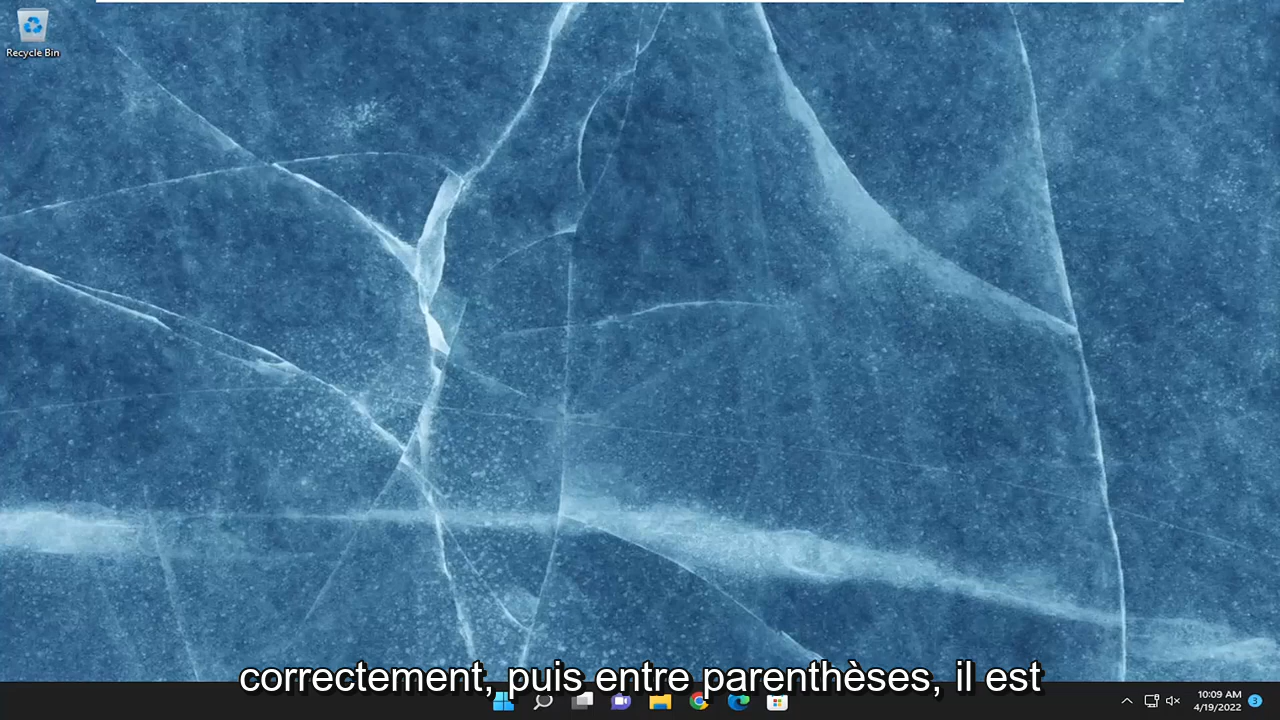 Recycle Bin
correctement, puis entre parenthèses, il est
10:09 AM
4/19/2022
3